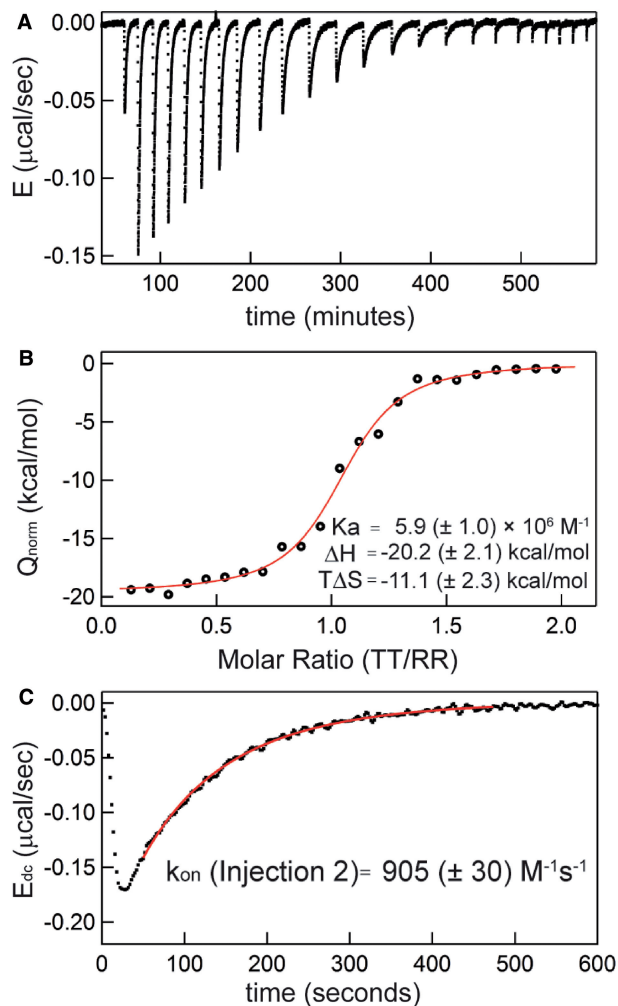 A
0.00
-0.05
-0.10
-0.15
E (μcal/sec)
100 200 300 400 500
time (minutes)
B
0
-5
-10
-15
-20
Qnorm (kcal/mol)
Ka = 5.9 (± 1.0) × 10⁶ M⁻¹
ΔH = -20.2 (± 2.1) kcal/mol
TΔS = -11.1 (± 2.3) kcal/mol
0.0 0.5 1.0 1.5 2.0
Molar Ratio (TT/RR)
C
0.00
-0.05
-0.10
-0.15
-0.20
Edc (μcal/sec)
kon (Injection 2)= 905 (± 30) M⁻¹s⁻¹
0 100 200 300 400 500 600
time (seconds)